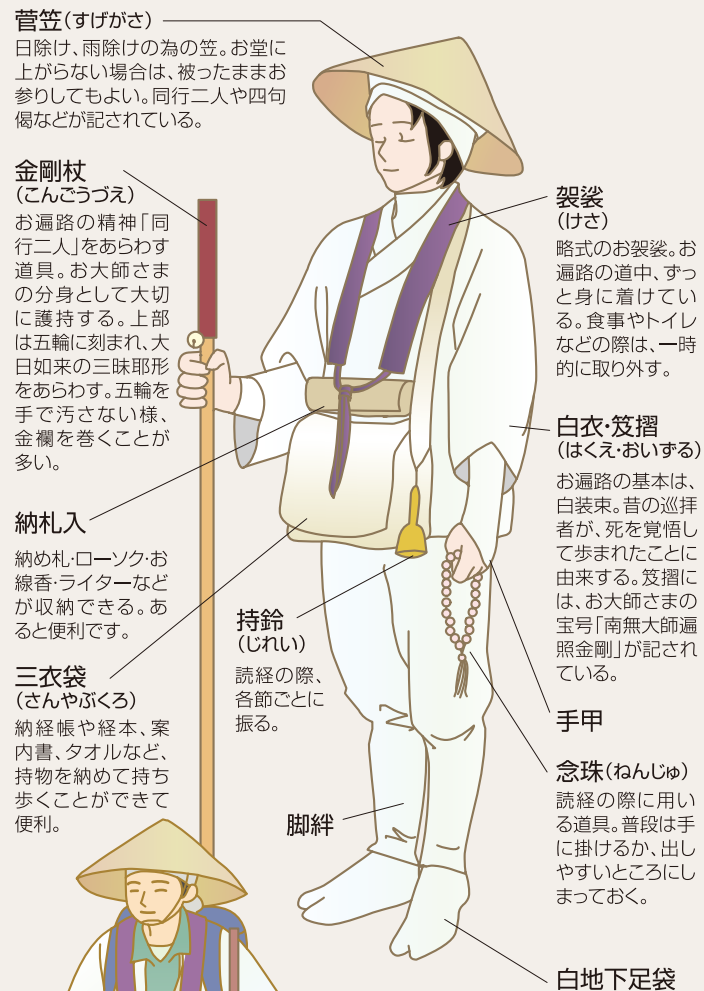 菅笠(すげがさ)
日除け、雨除けの為の笠。お堂に
上がらない場合は、被ったままお
参りしてもよい。同行二人や四句
偈などが記されている。
金剛杖
(こんごうづえ)
お遍路の精神「同
行二人」をあらわす
道具。お大師さま
の分身として大切
に護持する。上部
は五輪に刻まれ、大
日如来の三昧耶形
をあらわす。五輪を
手で汚さない様、
金襴を巻くことが
多い。
納札入
納め札・ローソク・お
線香・ライターなど
が収納できる。あ
ると便利です。
三衣袋
(さんやぶくろ)
納経帳や経本、案
内書、タオルなど、
持物を納めて持ち
歩くことができて
便利。
持鈴
(じれい)
読経の際、
各節ごとに
振る。
脚絆
袈裟
(けさ)
略式のお袈裟。お
遍路の道中、ずっ
と身に着けてい
る。食事やトイレ
などの際は、一時
的に取り外す。
白衣・笈摺
(はくえ・おいずる)
お遍路の基本は、
白装束。昔の巡拝
者が、死を覚悟し
て歩まれたことに
由来する。笈摺に
は、お大師さまの
宝号「南無大師遍
照金剛」が記され
ている。
手甲
念珠(ねんじゅ)
読経の際に用い
る道具。普段は手
に掛けるか、出し
やすいところにし
まっておく。
白地下足袋